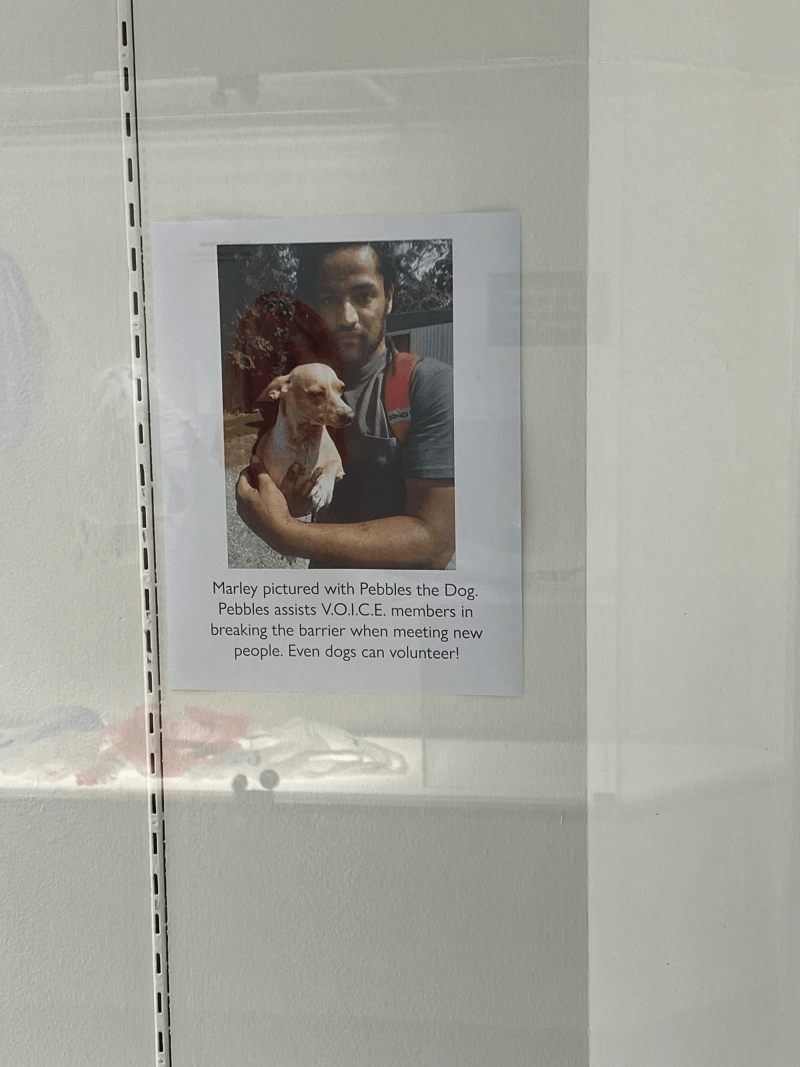 Marley pictured with Pebbles the Dog.
Pebbles assists V.O.I.C.E. members in
breaking the barrier when meeting new
people. Even dogs can volunteer!